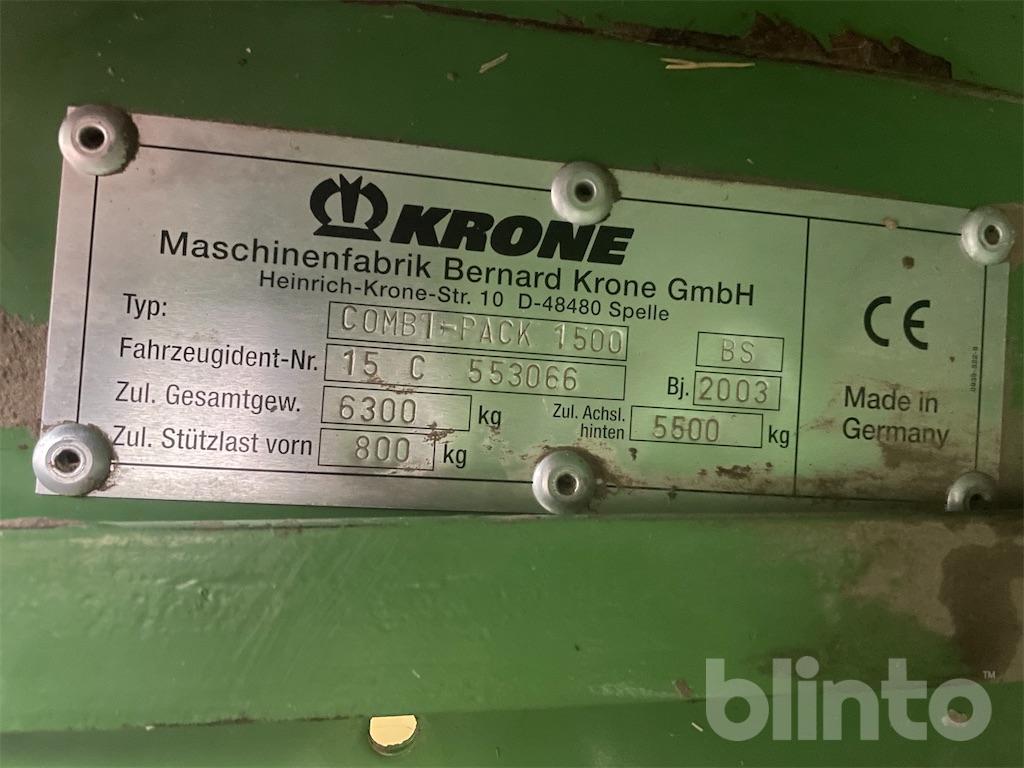 KRONE
Maschinenfabrik Bernard Krone GmbH
Heinrich-Krone-Str. 10 D-48480 Spelle
Typ: COMBI-PACK 1500 BS
Fahrzeugident-Nr. 15 C 553066 Bj. 2003
Zul. Gesamtgew. 6300 kg Zul. Achsl. hinten 5500 kg
Zul. Stützlast vorn 800 kg
CE
Made in
Germany
blinto™